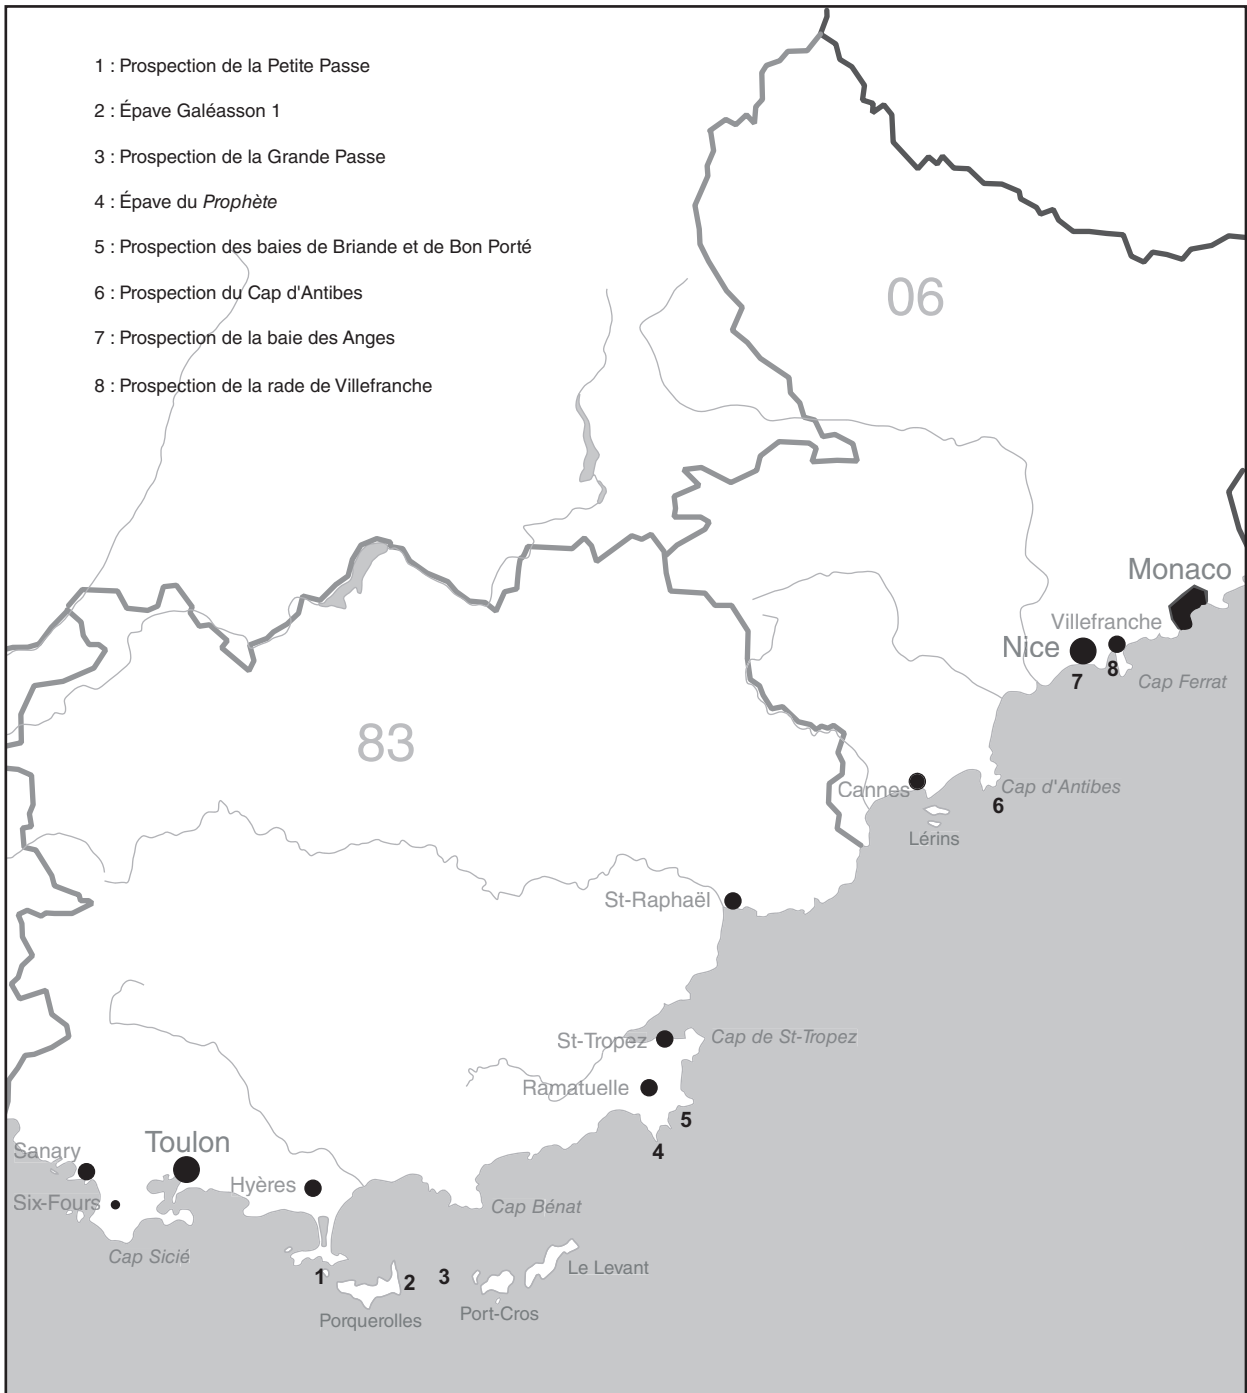 1 : Prospection de la Petite Passe
2 : Épave Galéasson 1
3 : Prospection de la Grande Passe
4 : Épave du Prophète
5 : Prospection des baies de Briande et de Bon Porté
6 : Prospection du Cap d'Antibes
7 : Prospection de la baie des Anges
8 : Prospection de la rade de Villefranche
06
Monaco
Villefranche
Nice
7
8
Cap Ferrat
83
Cannes
Cap d'Antibes
6
Lérins
St-Raphaël
St-Tropez
Cap de St-Tropez
Ramatuelle
5
4
Sanary
Toulon
Hyères
Six-Fours
Cap Bénat
Cap Sicié
1
2
3
Le Levant
Port-Cros
Porquerolles